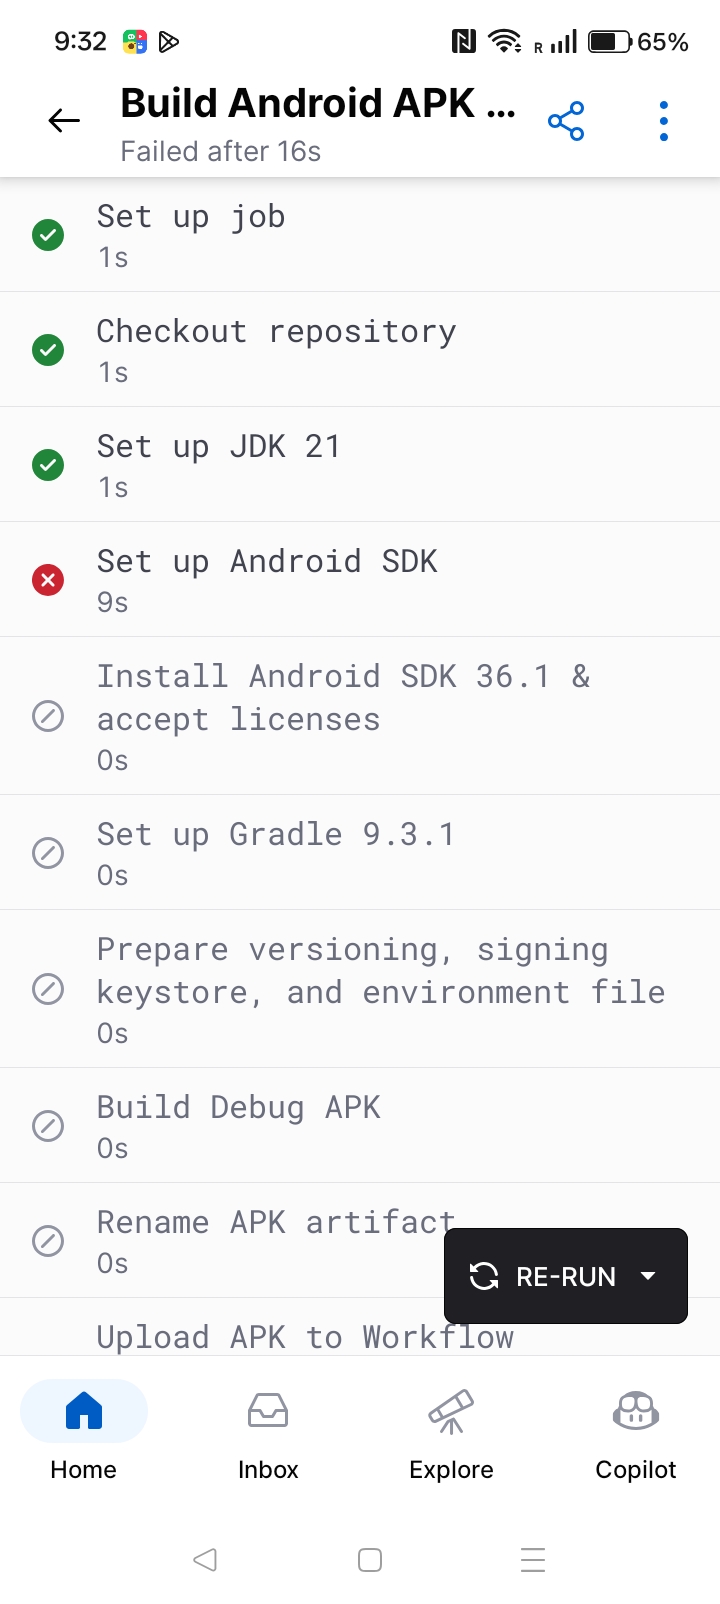 9:32
R
65%
Build Android APK ...
Failed after 16s
Set up job
1s
Checkout repository
1s
Set up JDK 21
1s
Set up Android SDK
9s
Install Android SDK 36.1 &
accept licenses
0s
Set up Gradle 9.3.1
0s
Prepare versioning, signing
keystore, and environment file
0s
Build Debug APK
0s
Rename APK artifact
0s
RE-RUN
Upload APK to Workflow
Home
Inbox
Explore
Copilot